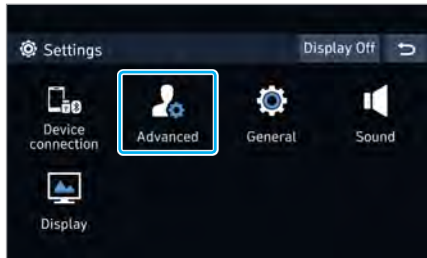 Settings
Display Off
Device
connection
Advanced
General
Sound
Display